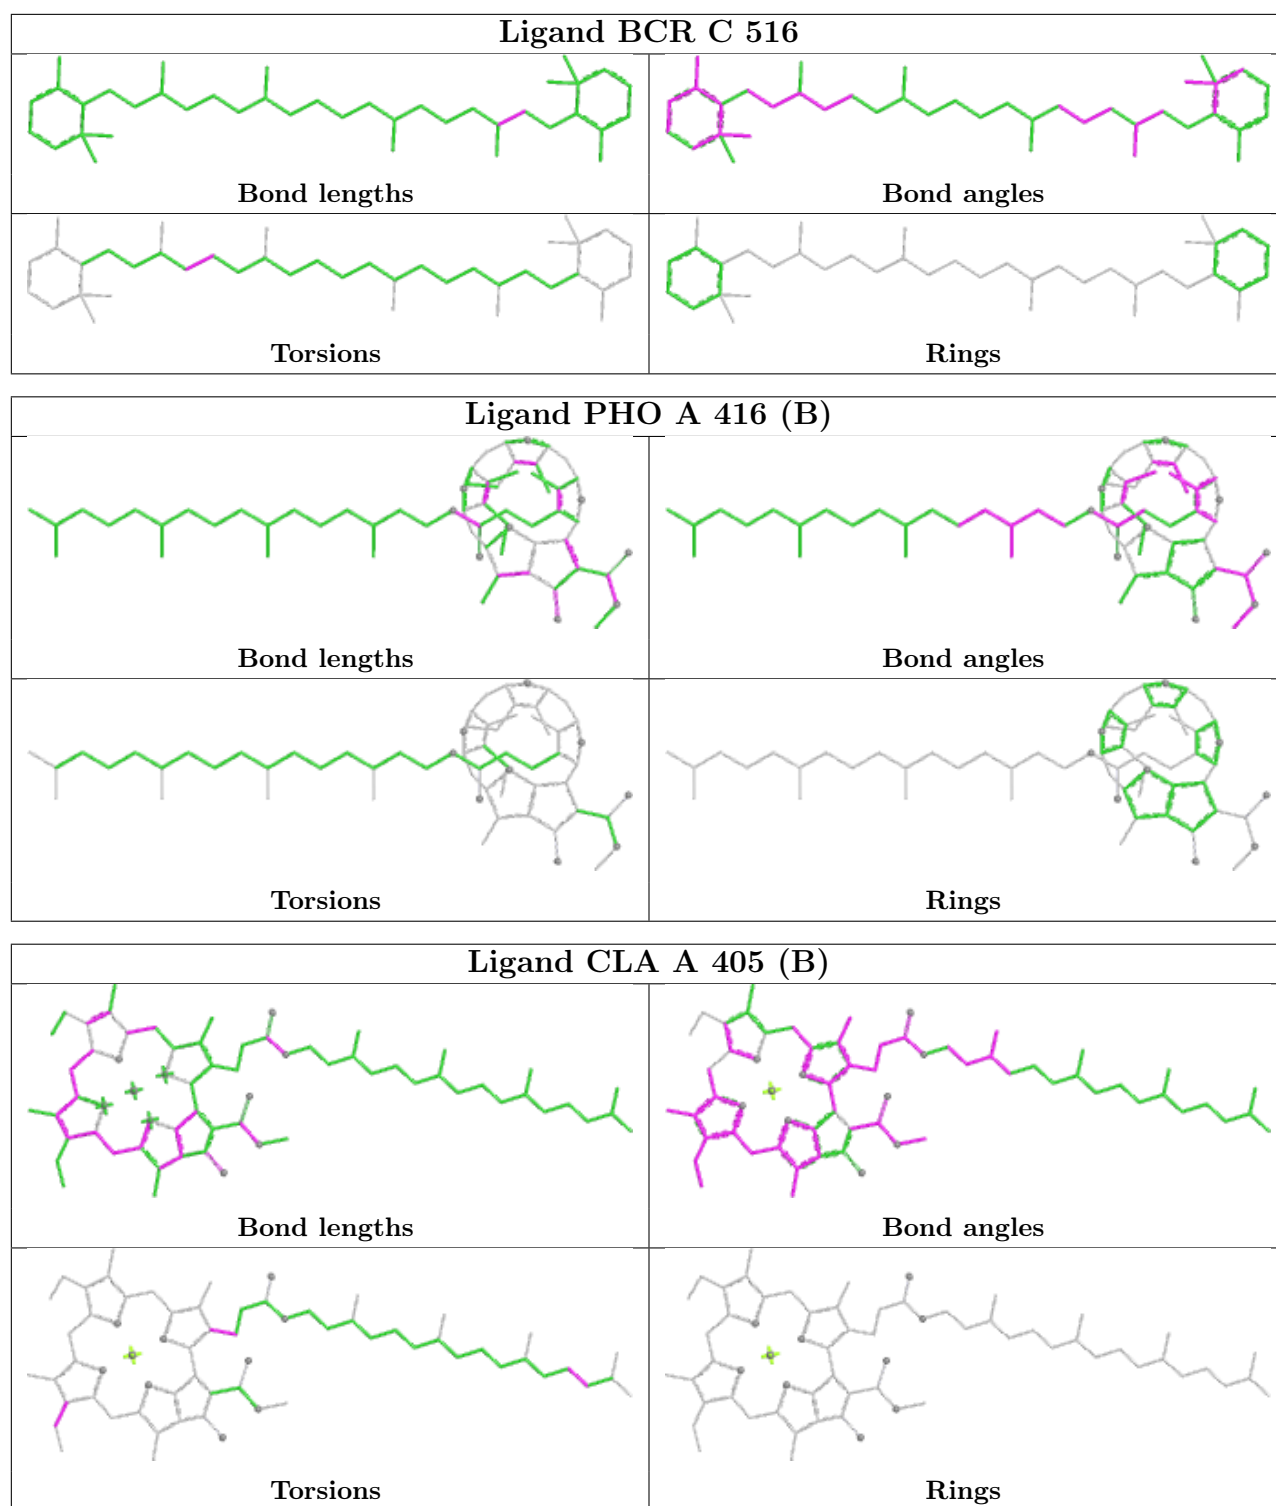 Ligand BCR C 516
Bond lengths
Bond angles
Torsions
Rings
Ligand PHO A 416 (B)
Bond lengths
Bond angles
Torsions
Rings
Ligand CLA A 405 (B)
Bond lengths
Bond angles
Torsions
Rings